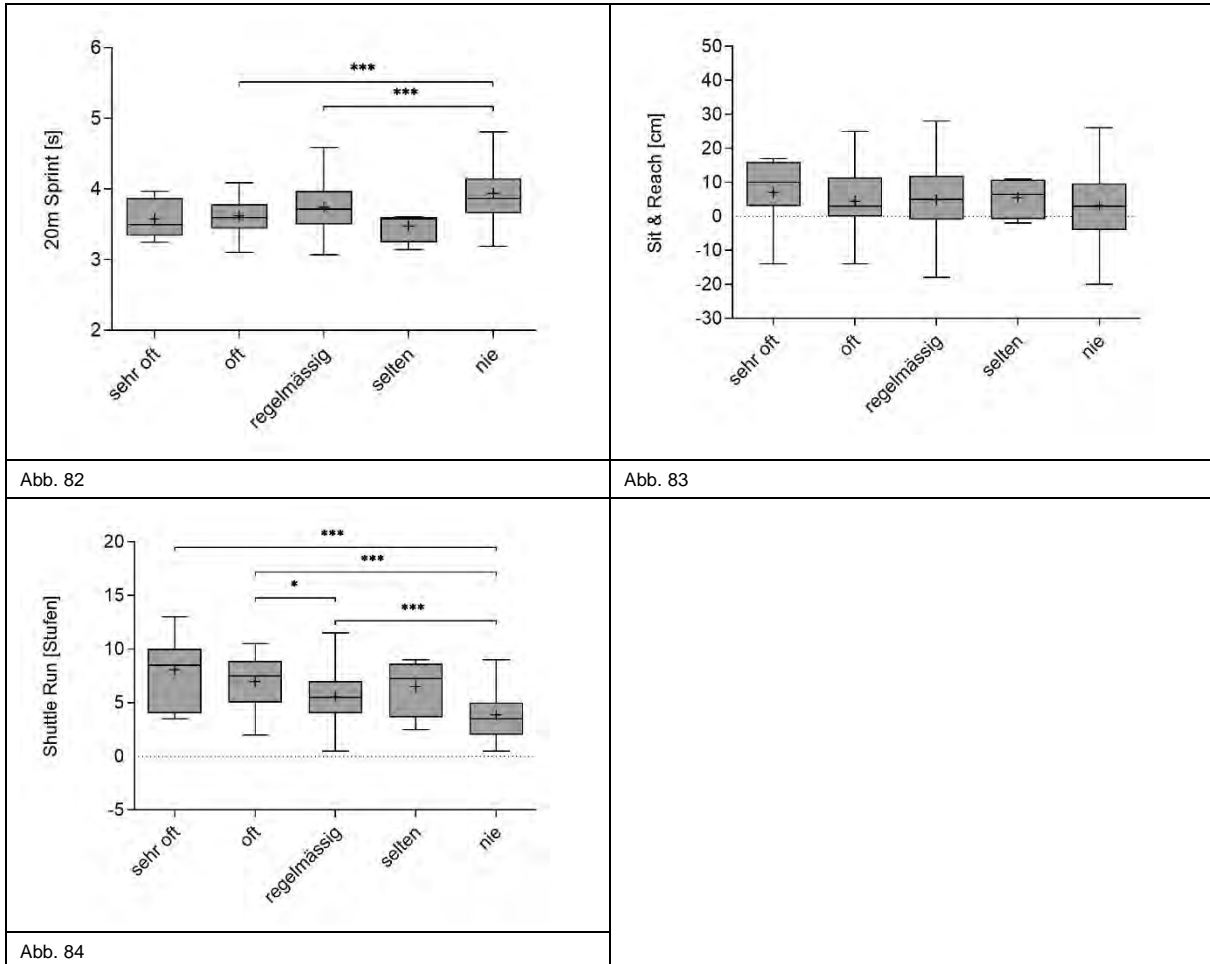 6
5
4
3
2
20m Sprint [s]
***
***
sehr oft
oft
regelmässig
selten
nie
Abb. 82
50
40
30
20
10
0
-10
-20
-30
Sit & Reach [cm]
sehr oft
oft
regelmässig
selten
nie
Abb. 83
20
15
10
5
0
-5
Shuttle Run [Stufen]
***
***
*
***
sehr oft
oft
regelmässig
selten
nie
Abb. 84